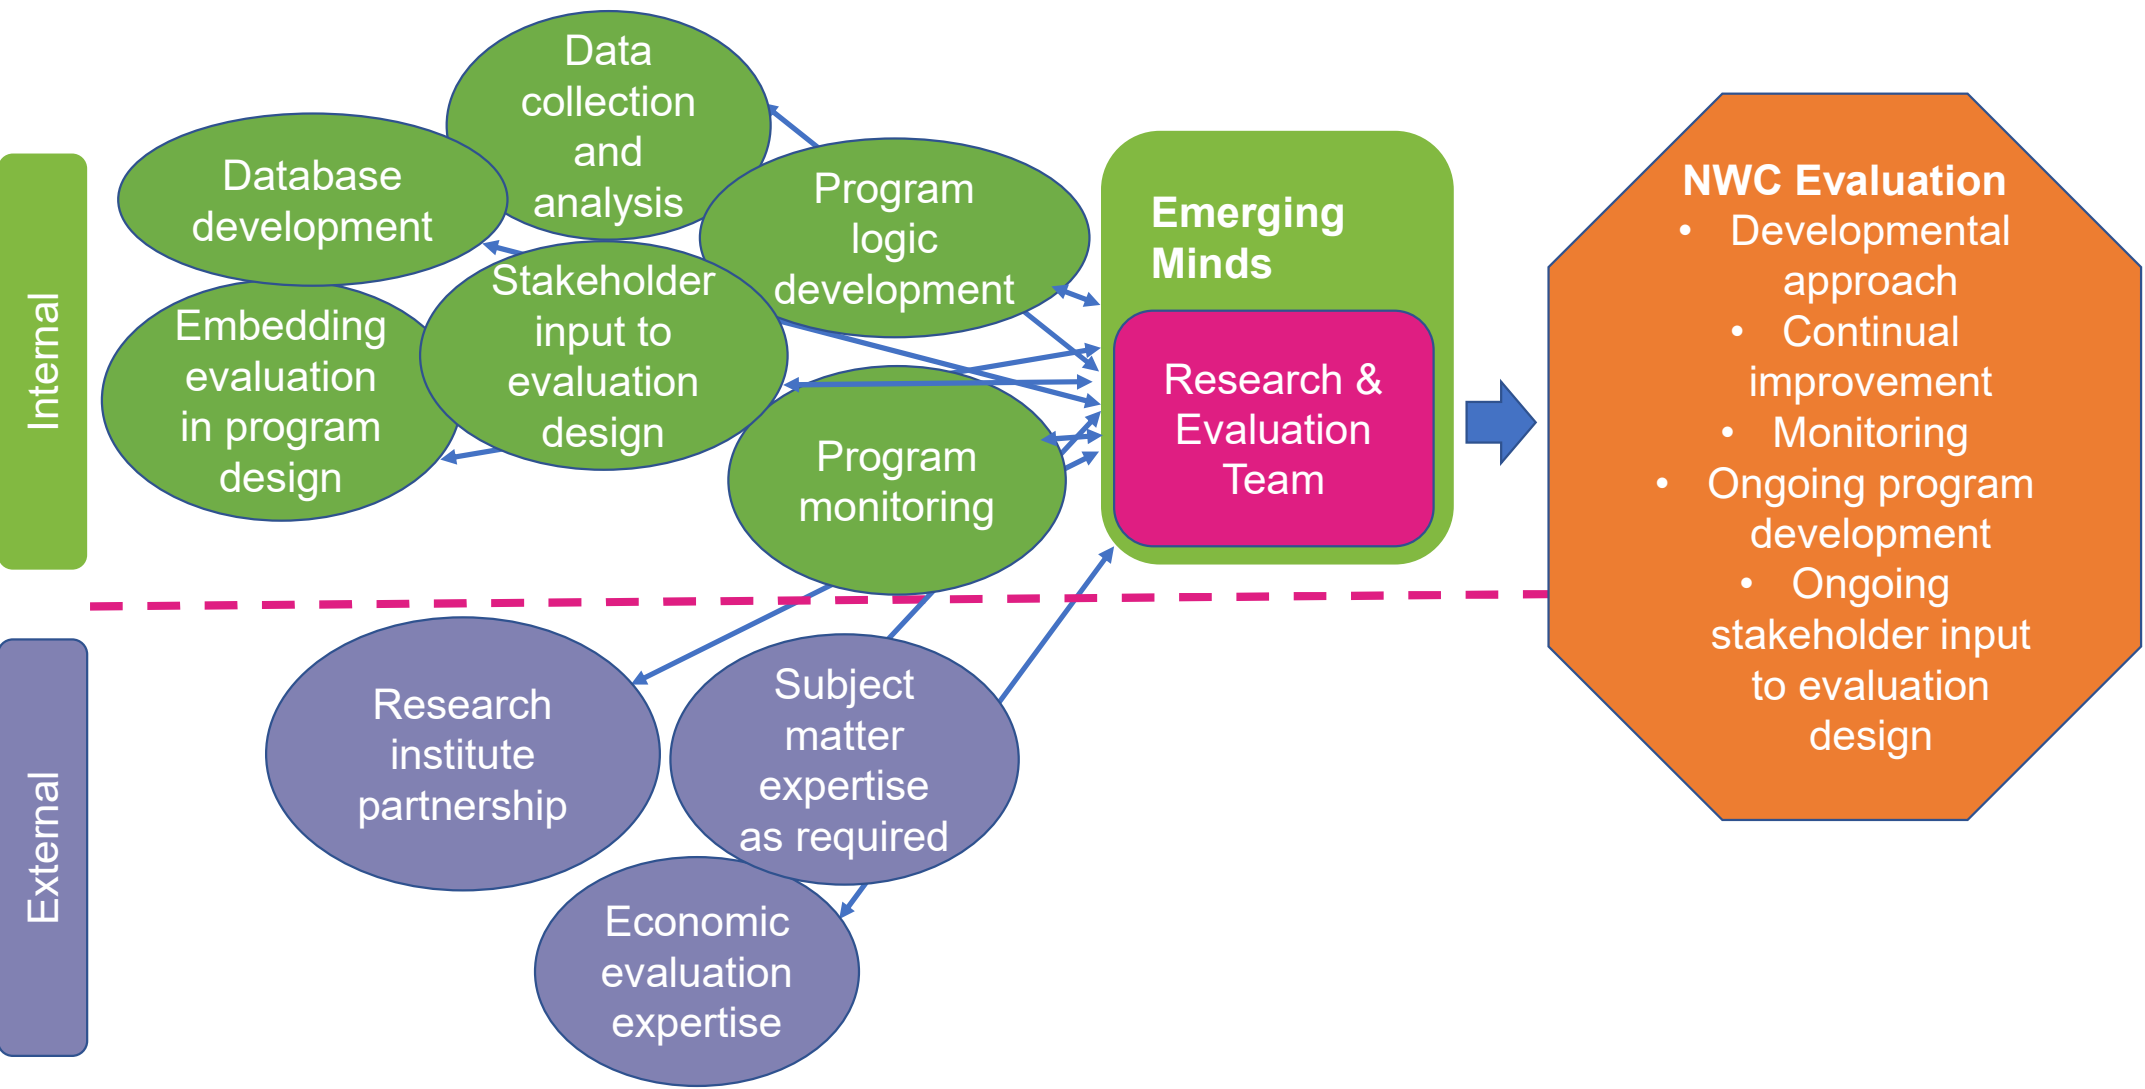 Internal
Data
collection
and
analysis
Database
development
Program
logic
development
Stakeholder
input to
evaluation
design
Embedding
evaluation
in program
design
Program
monitoring
Emerging
Minds
Research &
Evaluation
Team
NWC Evaluation
• Developmental
approach
• Continual
improvement
• Monitoring
• Ongoing program
development
• Ongoing
stakeholder input
to evaluation
design
External
Research
institute
partnership
Subject
matter
expertise
as required
Economic
evaluation
expertise